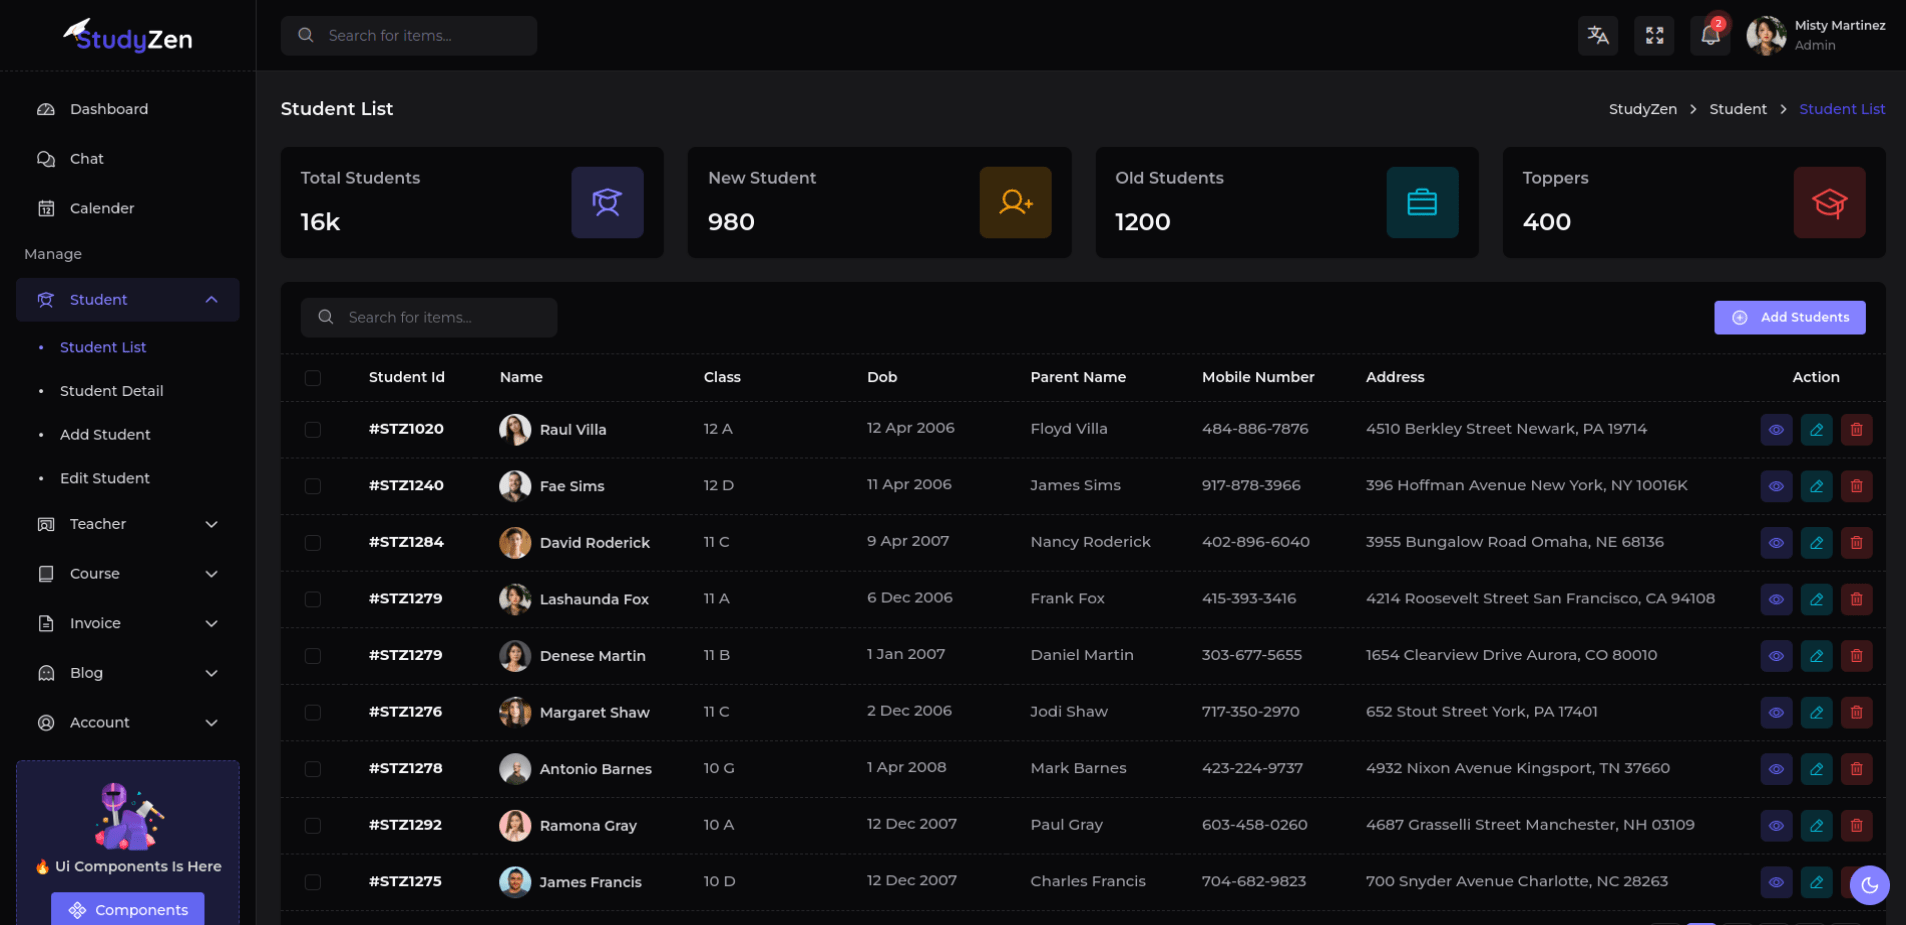 StudyZen
Search for items...
2
Misty Martinez
Admin
Dashboard
Chat
12
Calender
Manage
Student
Student List
Student Detail
Add Student
Edit Student
Teacher
Course
Invoice
Blog
Account
🔥 Ui Components Is Here
Components
Student List
StudyZen > Student > Student List
Total Students
16k
New Student
980
Old Students
1200
Toppers
400
Search for items...
Add Students
Student Id Name Class Dob Parent Name Mobile Number Address Action
#STZ1020 Raul Villa 12 A 12 Apr 2006 Floyd Villa 484-886-7876 4510 Berkley Street Newark, PA 19714
#STZ1240 Fae Sims 12 D 11 Apr 2006 James Sims 917-878-3966 396 Hoffman Avenue New York, NY 10016K
#STZ1284 David Roderick 11 C 9 Apr 2007 Nancy Roderick 402-896-6040 3955 Bungalow Road Omaha, NE 68136
#STZ1279 Lashaunda Fox 11 A 6 Dec 2006 Frank Fox 415-393-3416 4214 Roosevelt Street San Francisco, CA 94108
#STZ1279 Denese Martin 11 B 1 Jan 2007 Daniel Martin 303-677-5655 1654 Clearview Drive Aurora, CO 80010
#STZ1276 Margaret Shaw 11 C 2 Dec 2006 Jodi Shaw 717-350-2970 652 Stout Street York, PA 17401
#STZ1278 Antonio Barnes 10 G 1 Apr 2008 Mark Barnes 423-224-9737 4932 Nixon Avenue Kingsport, TN 37660
#STZ1292 Ramona Gray 10 A 12 Dec 2007 Paul Gray 603-458-0260 4687 Grasselli Street Manchester, NH 03109
#STZ1275 James Francis 10 D 12 Dec 2007 Charles Francis 704-682-9823 700 Snyder Avenue Charlotte, NC 28263